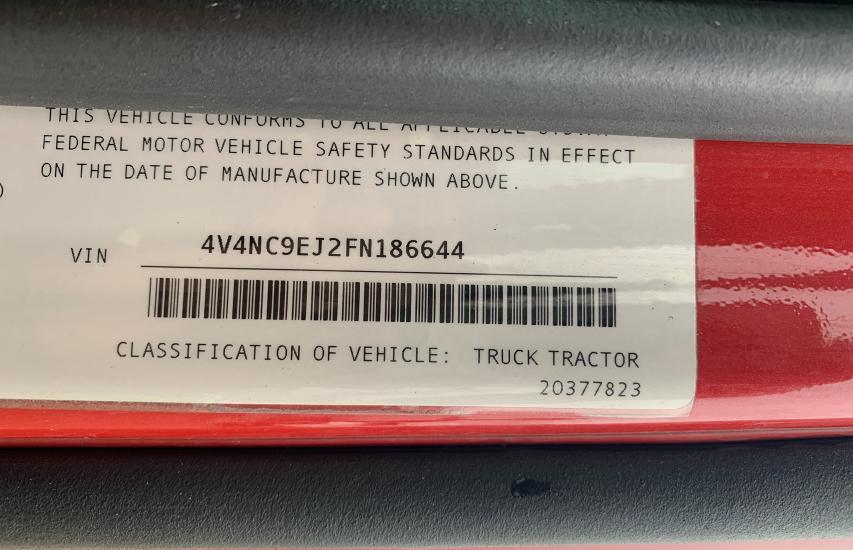 THIS VEHICLE CONFORMS TO ALL APPLICABLE
FEDERAL MOTOR VEHICLE SAFETY STANDARDS IN EFFECT
ON THE DATE OF MANUFACTURE SHOWN ABOVE.
)
VIN 4V4NC9EJ2FN186644
CLASSIFICATION OF VEHICLE: TRUCK TRACTOR
20377823